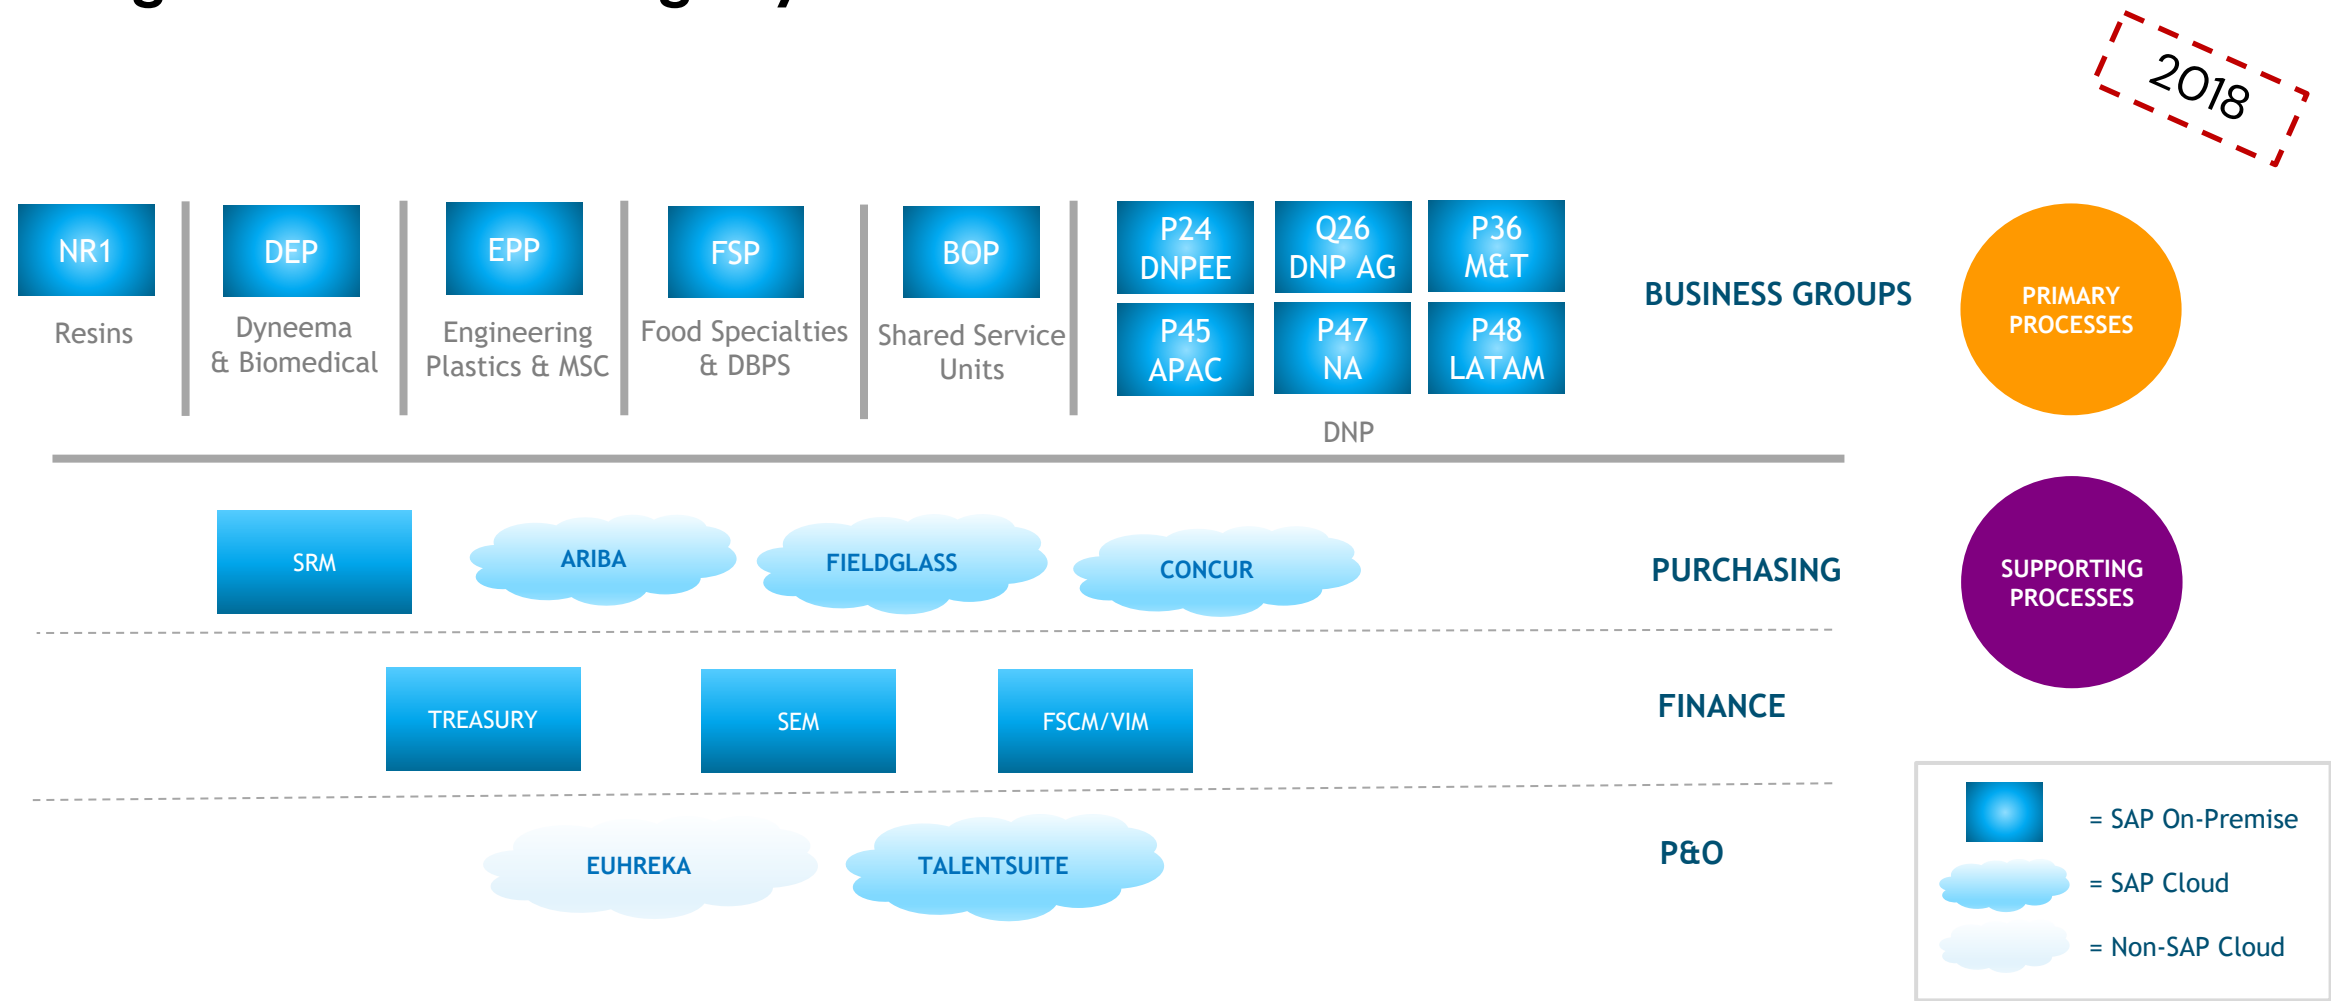 2018
NR1
DEP
EPP
FSP
BOP
P24
DNPEE
Q26
DNP AG
P36
M&T
P45
APAC
P47
NA
P48
LATAM
Resins
Dyneema
& Biomedical
Engineering
Plastics & MSC
Food Specialties
& DBPS
Shared Service
Units
DNP
BUSINESS GROUPS
PRIMARY
PROCESSES
SRM
ARIBA
FIELDGLASS
CONCUR
PURCHASING
SUPPORTING
PROCESSES
TREASURY
SEM
FSCM/VIM
FINANCE
EUHREKA
TALENTSUITE
P&O
= SAP On-Premise
= SAP Cloud
= Non-SAP Cloud